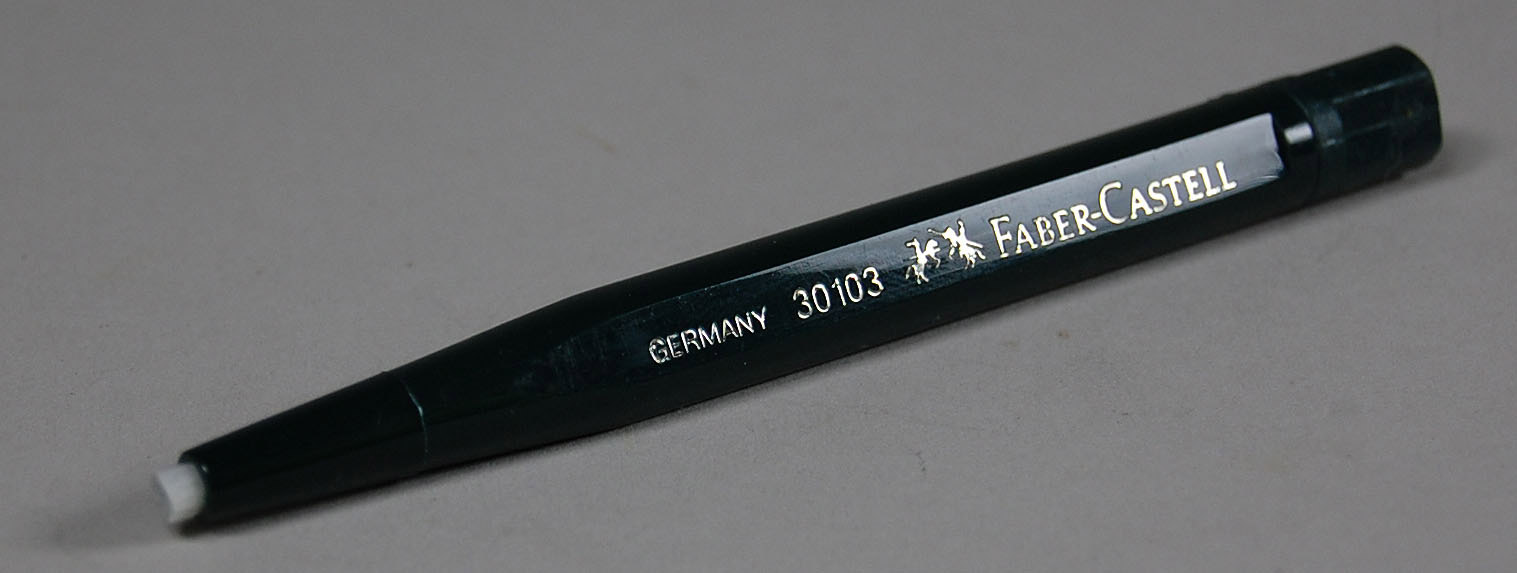 GERMANY 30103 FABER-CASTELL